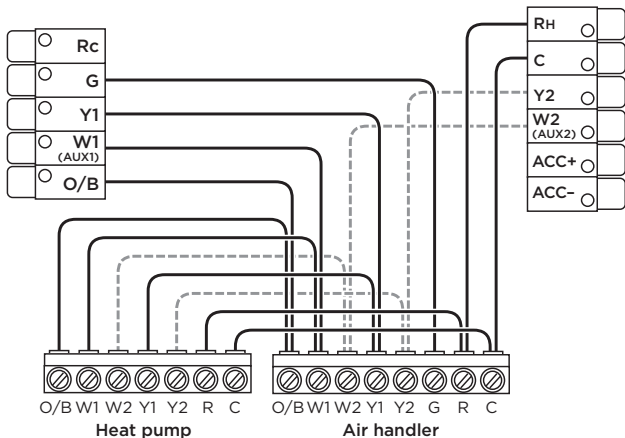 Rc
G
Y1
W1
(AUX1)
O/B
RH
C
Y2
W2
(AUX2)
ACC+
ACC−
O/B W1 W2 Y1 Y2 R C
Heat pump
O/B W1 W2 Y1 Y2 G R C
Air handler